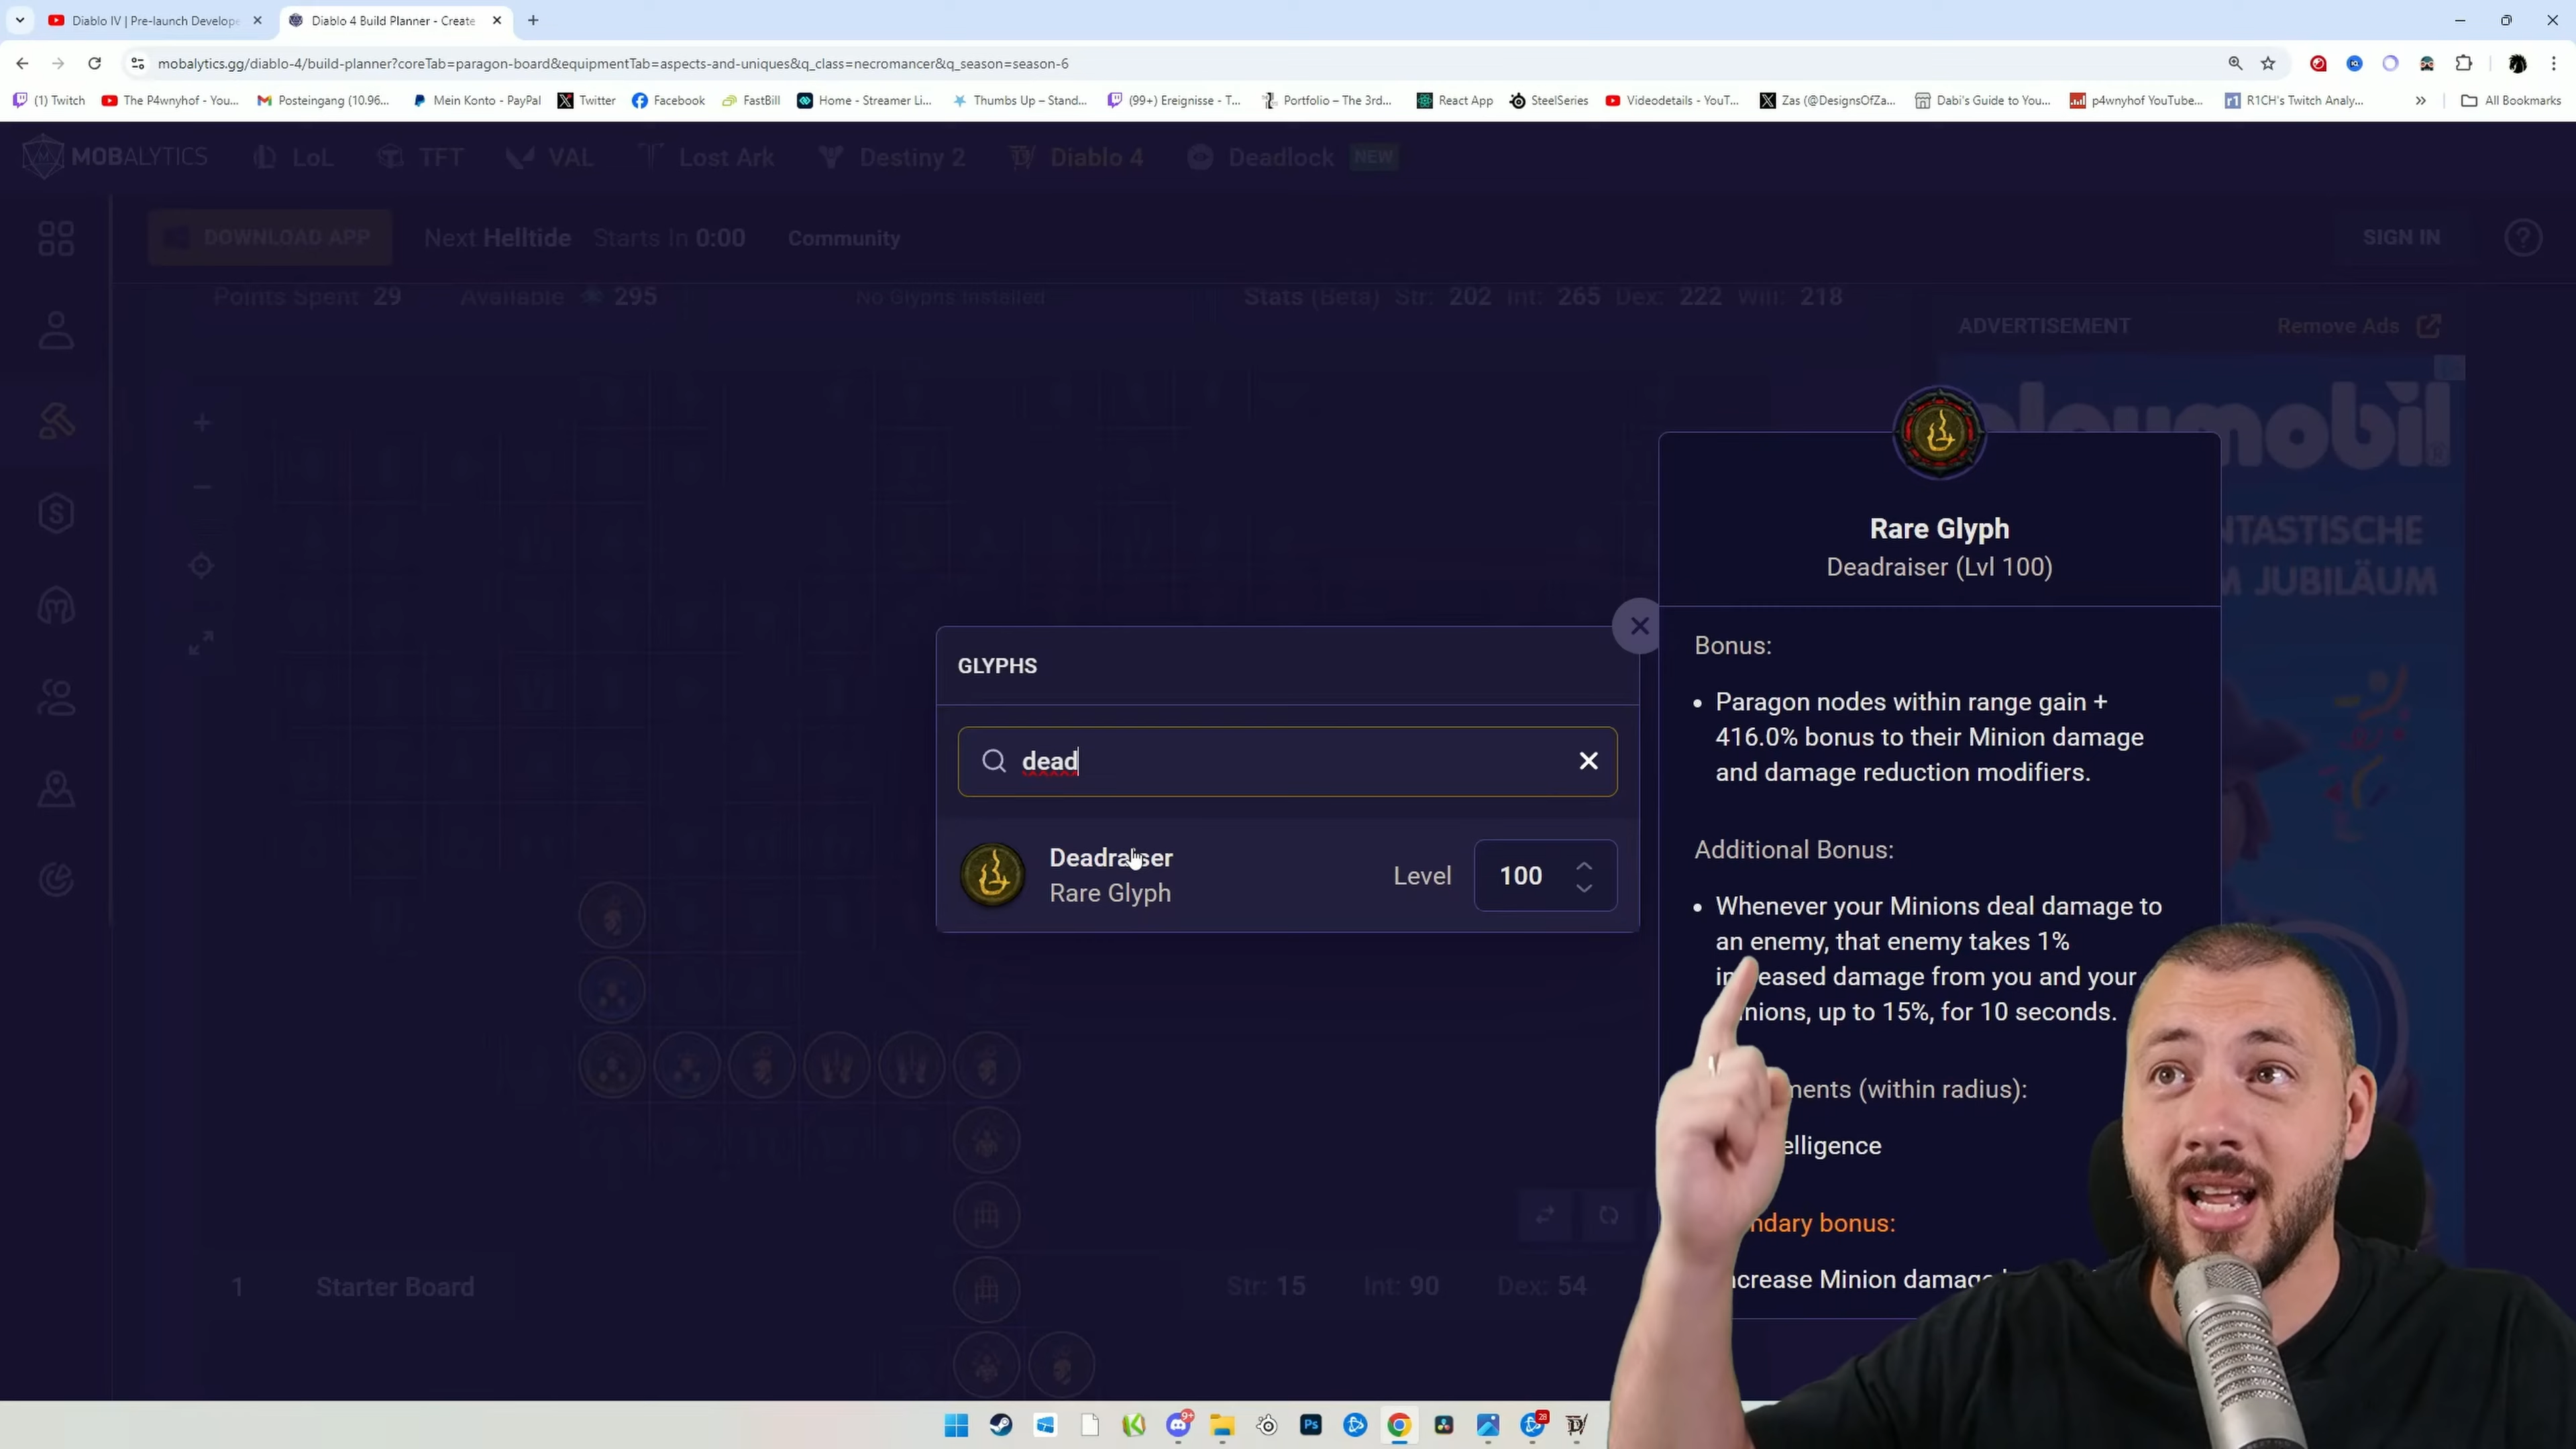 Diablo IV | Pre-launch Develope
Diablo 4 Build Planner - Create
mobalytics.gg/diablo-4/build-planner?coreTab=paragon-board&equipmentTab=aspects-and-uniques&q_class=necromancer&q_season=season-6
(1) Twitch
The P4wnyhof - You...
Posteingang (10.96...
Mein Konto - PayPal
Twitter
Facebook
FastBill
Home - Streamer Li...
Thumbs Up – Stand...
(99+) Ereignisse - T...
Portfolio – The 3rd...
React App
SteelSeries
Videodetails - YouT...
Zas (@DesignsOfZa...
Dabi's Guide to You...
p4wnyhof YouTube...
R1CH's Twitch Analy...
All Bookmarks
MOBALYTICS
LoL
TFT
VAL
Lost Ark
Destiny 2
Diablo 4
Deadlock
NEW
DOWNLOAD APP
Next Helltide Starts In 0:00
Community
SIGN IN
Points Spent 29
Available 295
No Glyphs Installed
Stats (Beta) Str: 202 Int: 265 Dex: 222 Will: 218
ADVERTISEMENT
Remove Ads
playmobil
NTASTISCHE
M JUBILÄUM
GLYPHS
dead
Deadraiser
Rare Glyph
Level
100
Rare Glyph
Deadraiser (Lvl 100)
Bonus:
• Paragon nodes within range gain +
416.0% bonus to their Minion damage
and damage reduction modifiers.
Additional Bonus:
• Whenever your Minions deal damage to
an enemy, that enemy takes 1%
increased damage from you and your
nions, up to 15%, for 10 seconds.
ments (within radius):
elligence
ndary bonus:
ncrease Minion damage
1
Starter Board
Str: 15
Int: 90
Dex: 54
9+
Ps
28